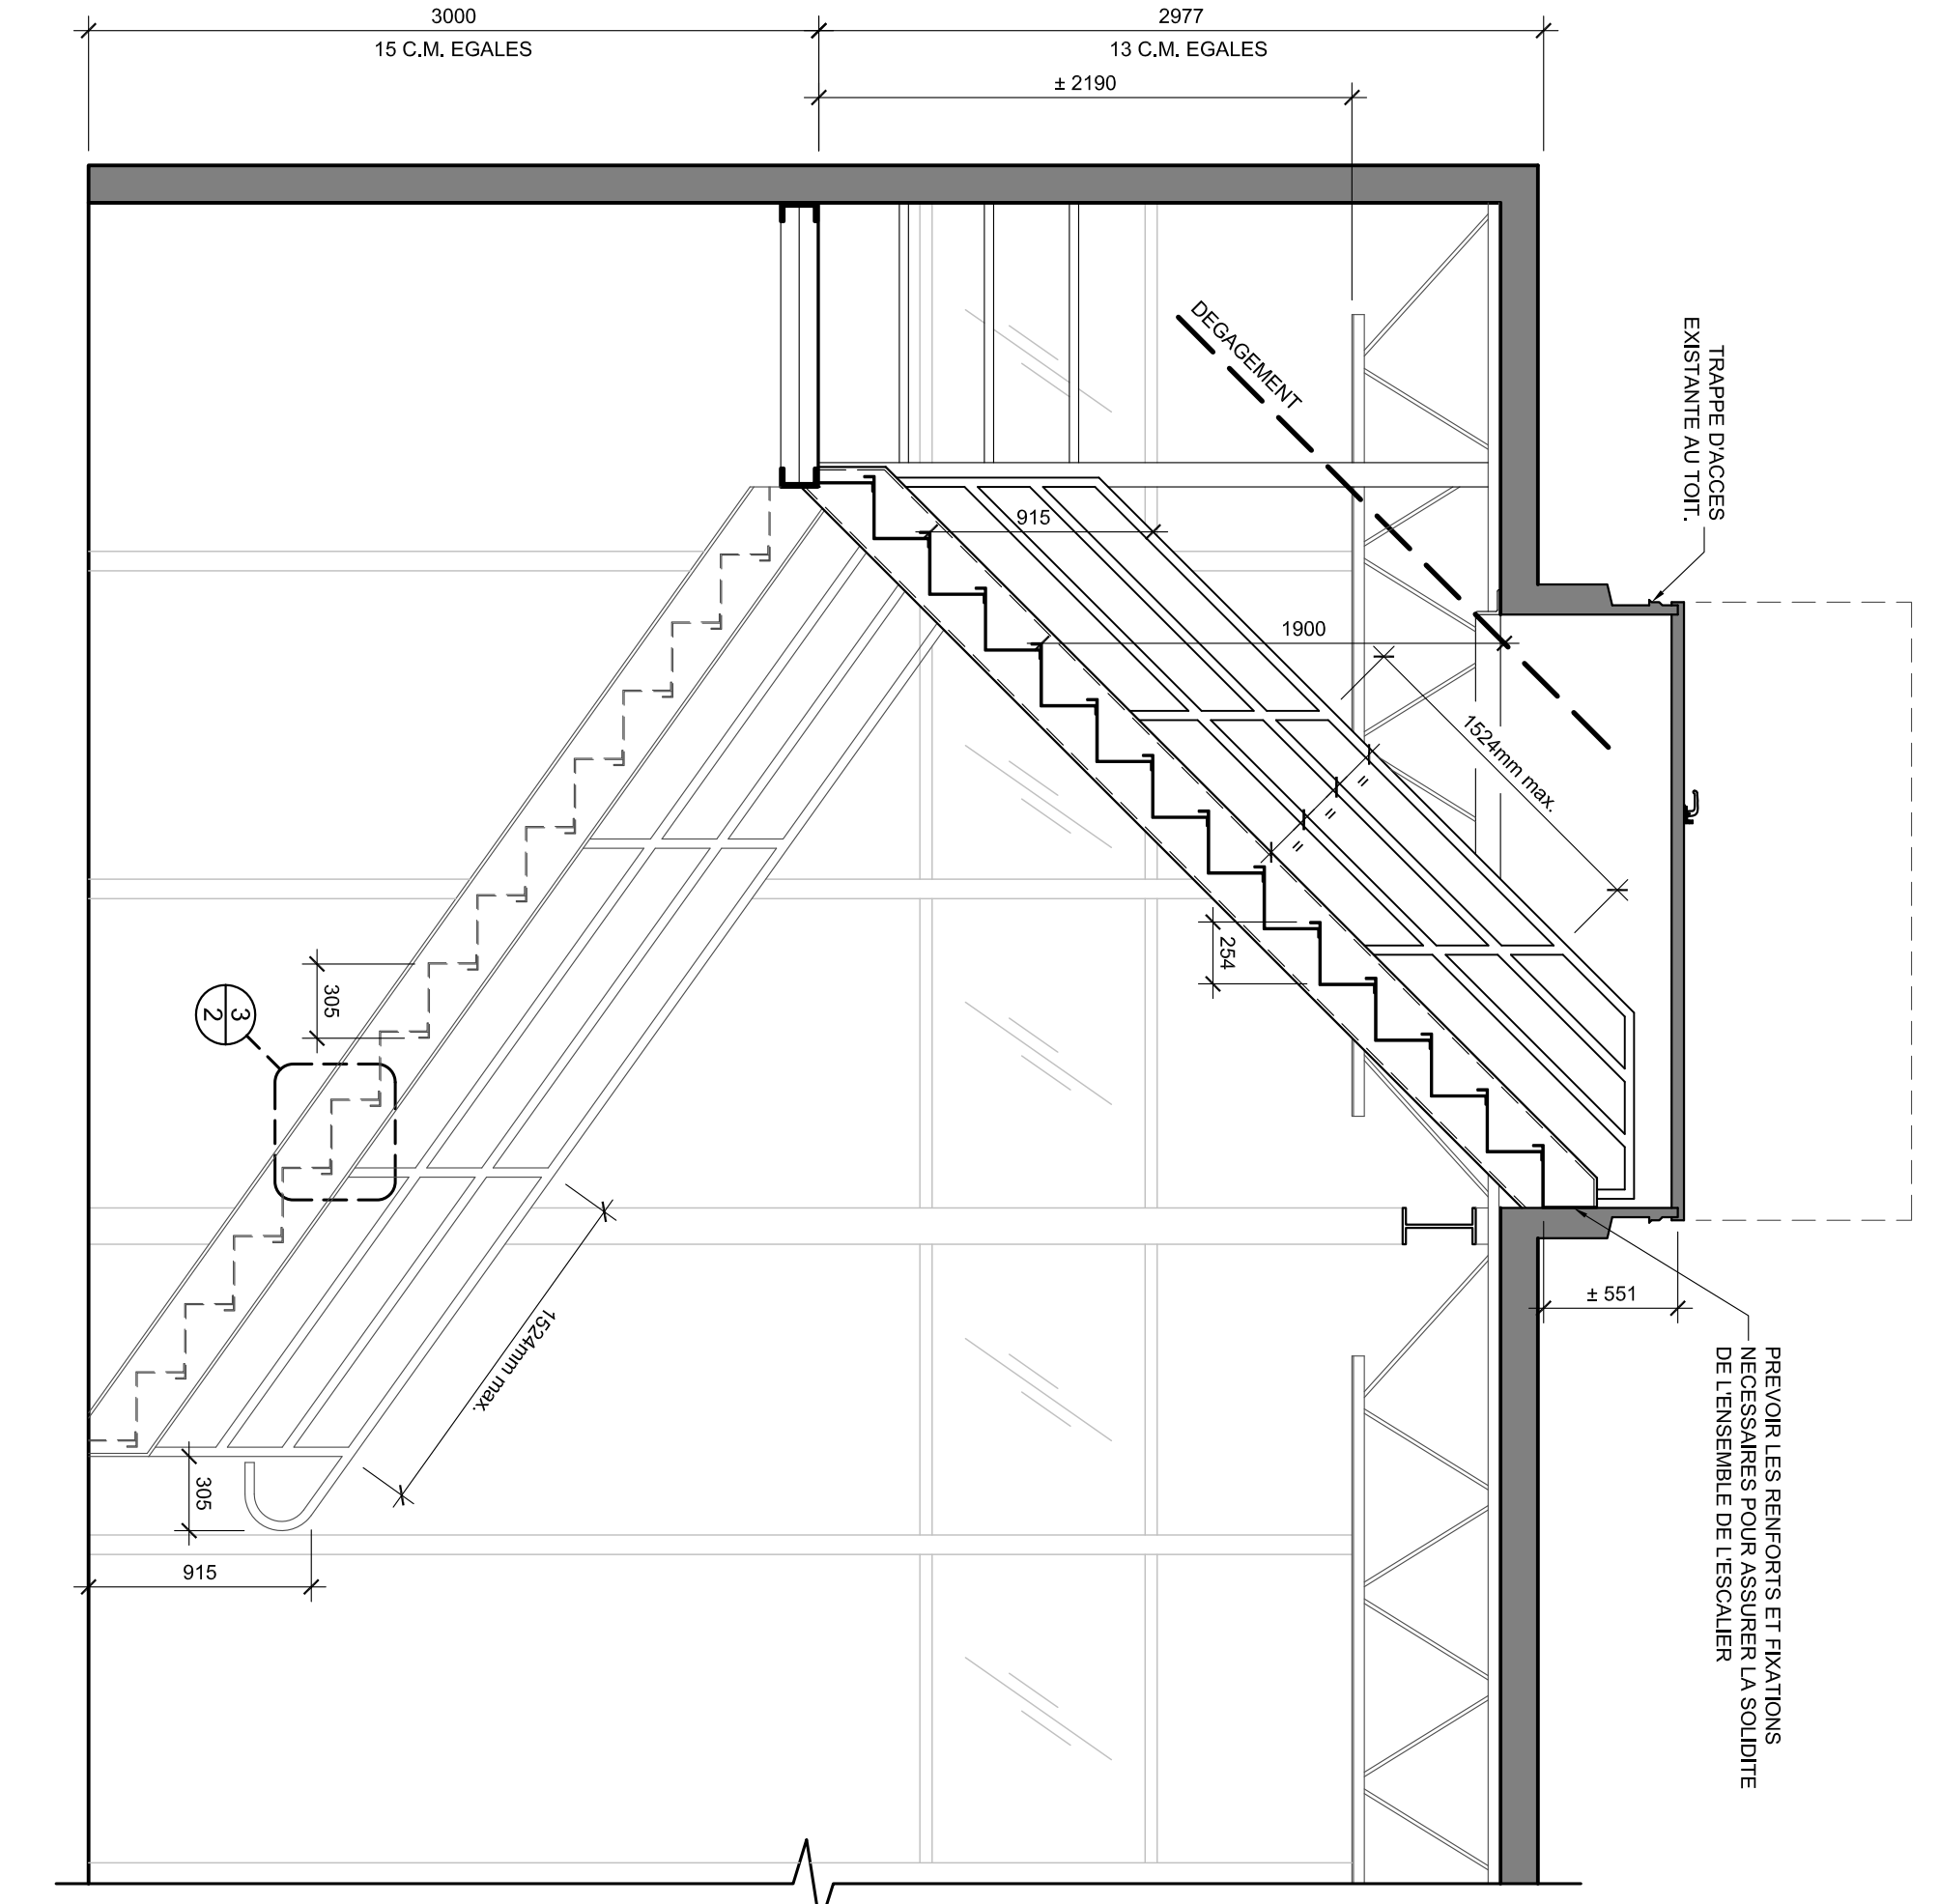 3000
15 C.M. EGALES
2977
13 C.M. EGALES
± 2190
DEGAGEMENT
TRAPPE D'ACCES
EXISTANTE AU TOIT.
915
1900
1524mm max.
=
=
=
254
305
3
2
1524mm max.
± 551
PREVOIR LES RENFORTS ET FIXATIONS
NECESSAIRES POUR ASSURER LA SOLIDITE
DE L'ENSEMBLE DE L'ESCALIER
305
915